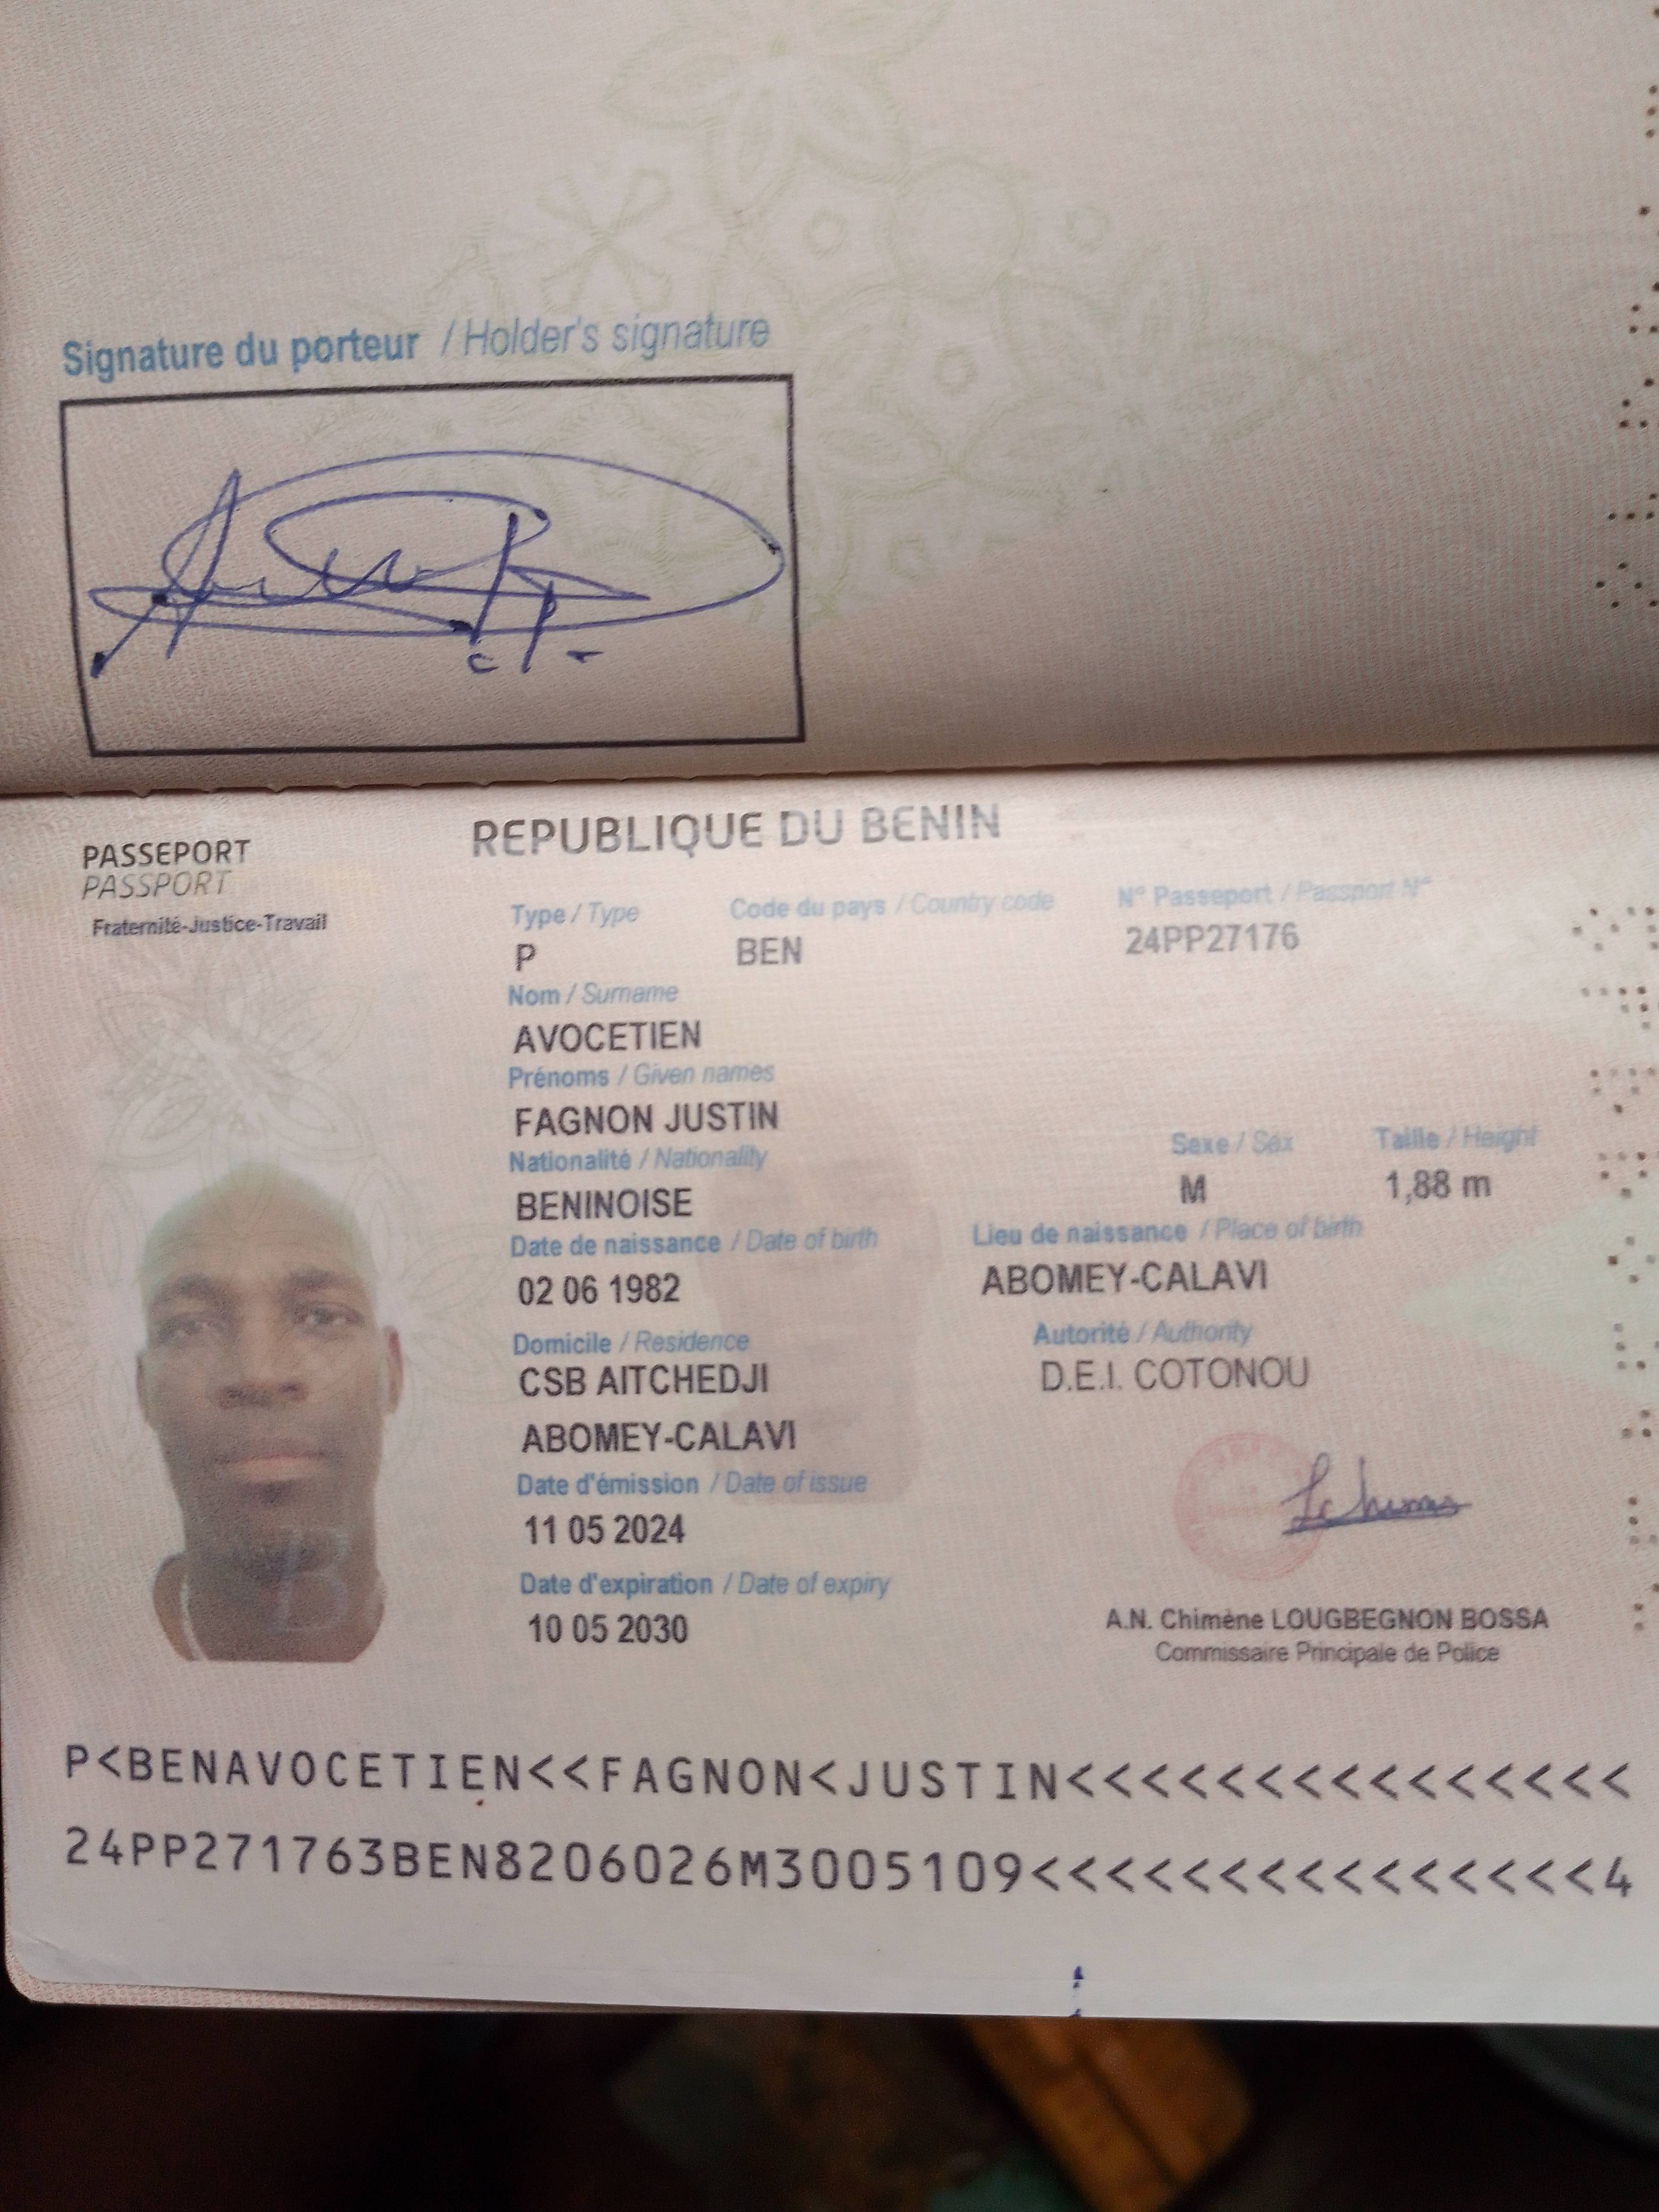 Signature du porteur / Holder's signature
PASSEPORT
PASSPORT
Fraternité-Justice-Travail
REPUBLIQUE DU BENIN
Type / Type
Code du pays / Country code
N° Passeport / Passport N°
P
BEN
24PP27176
Nom / Surname
AVOCETIEN
Prénoms / Given names
FAGNON JUSTIN
Nationalité / Nationality
Sexe / Sex
Taille / Height
BENINOISE
M
1,88 m
Date de naissance / Date of birth
Lieu de naissance / Place of birth
02 06 1982
ABOMEY-CALAVI
Domicile / Residence
Autorité / Authority
CSB AITCHEDJI
D.E.I. COTONOU
ABOMEY-CALAVI
Date d'émission / Date of issue
11 05 2024
Date d'expiration / Date of expiry
10 05 2030
A.N. Chimène LOUGBEGNON BOSSA
Commissaire Principale de Police
P<BENAVOCETIEN<<FAGNON<JUSTIN<<<<<<<<<<<<<<<
24PP271763BEN8206026M3005109<<<<<<<<<<<<<<<4